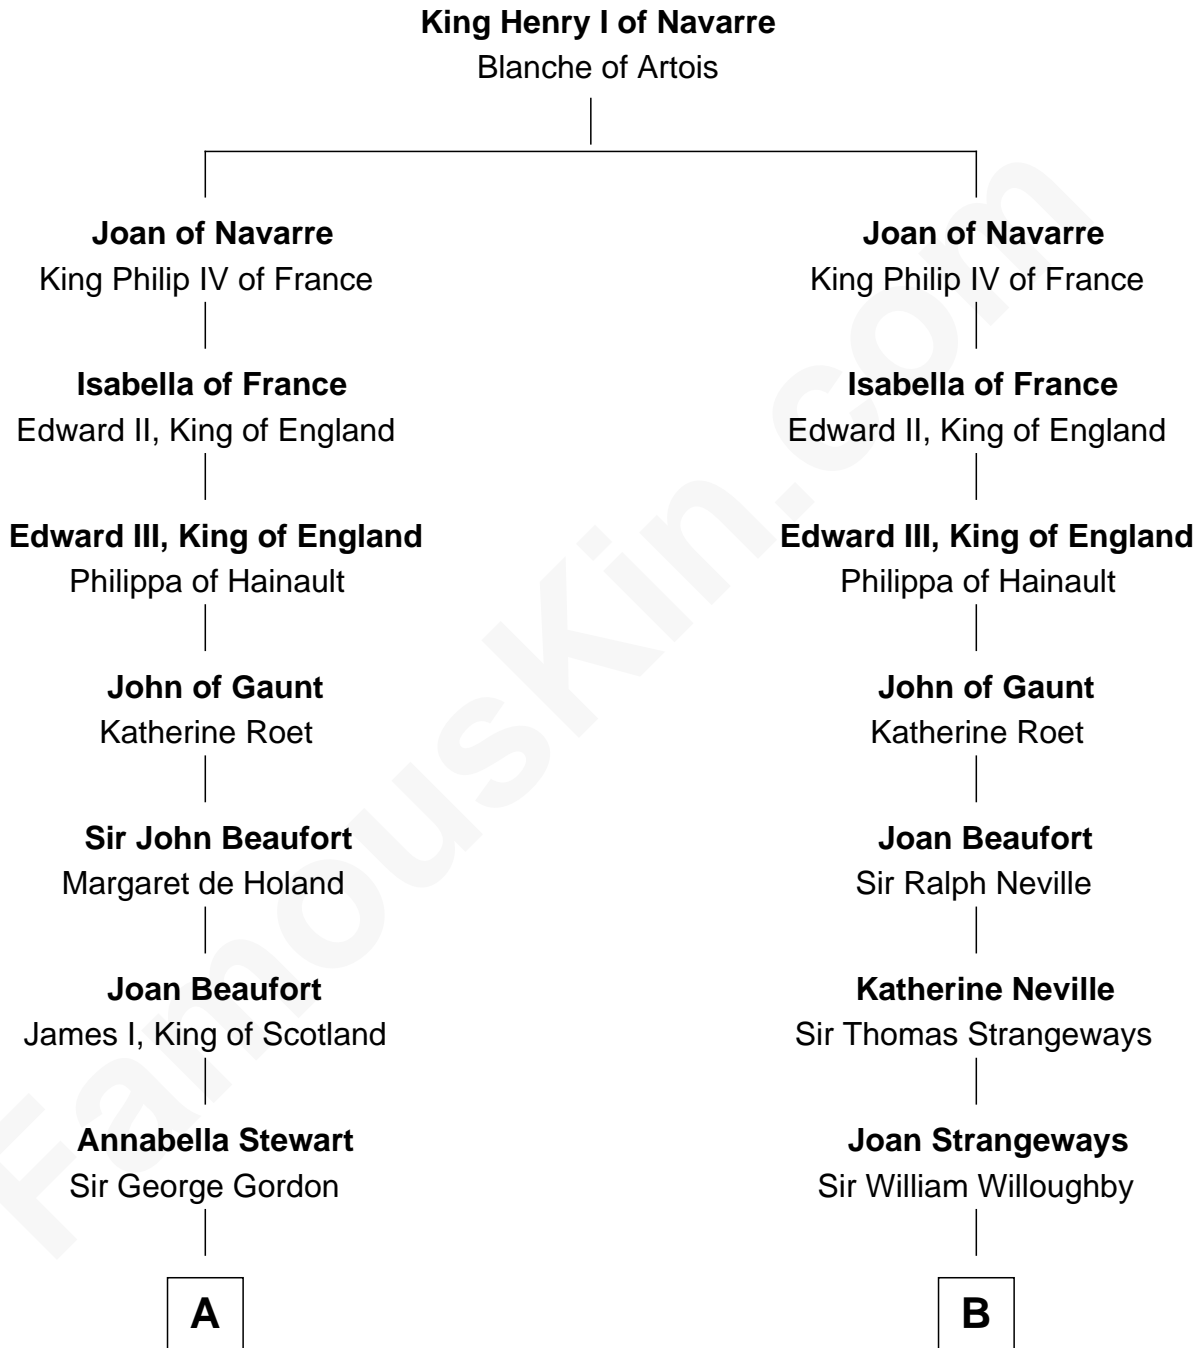 King Henry I of Navarre
Blanche of Artois
Joan of Navarre
King Philip IV of France
Isabella of France
Edward II, King of England
Edward III, King of England
Philippa of Hainault
John of Gaunt
Katherine Roet
Sir John Beaufort
Margaret de Holand
Joan Beaufort
James I, King of Scotland
Annabella Stewart
Sir George Gordon
A
Joan of Navarre
King Philip IV of France
Isabella of France
Edward II, King of England
Edward III, King of England
Philippa of Hainault
John of Gaunt
Katherine Roet
Joan Beaufort
Sir Ralph Neville
Katherine Neville
Sir Thomas Strangeways
Joan Strangeways
Sir William Willoughby
B
FamousKin.com